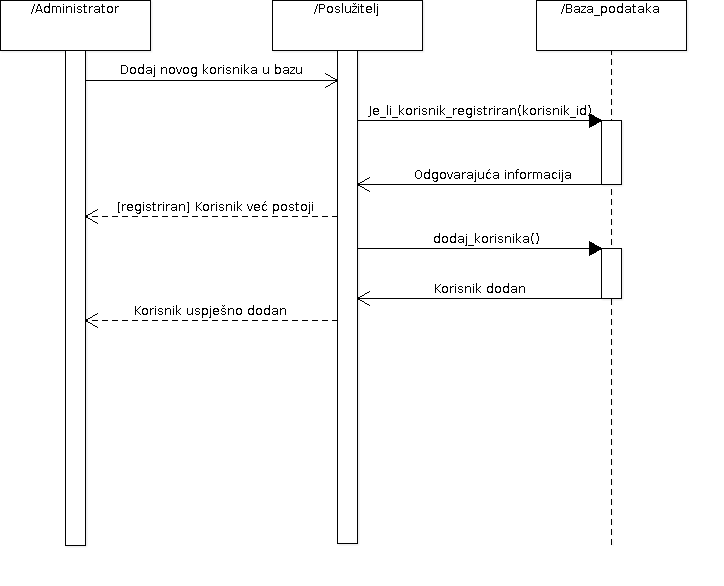 /Administrator
/Poslužitelj
/Baza_podataka
Dodaj novog korisnika u bazu
Je_li_korisnik_registriran(korisnik_id)
Odgovarajuća informacija
[registriran] Korisnik već postoji
dodaj_korisnika()
Korisnik dodan
Korisnik uspješno dodan